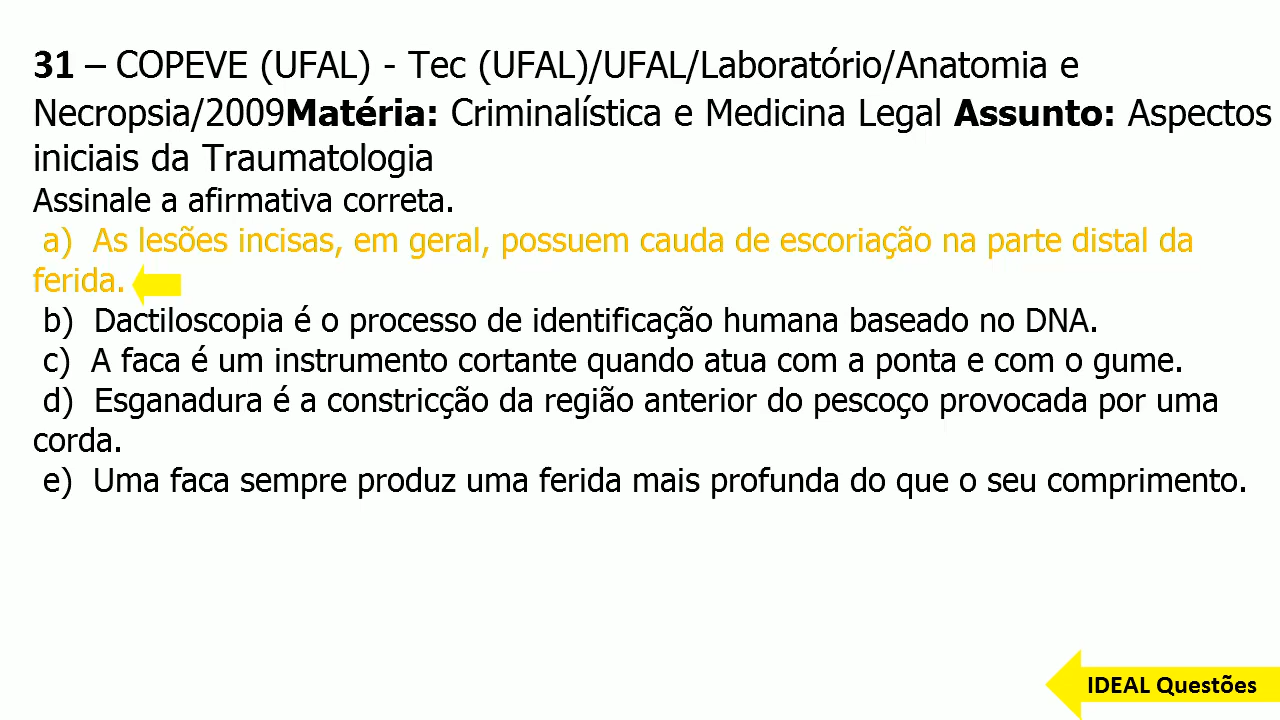 31 – COPEVE (UFAL) - Tec (UFAL)/UFAL/Laboratório/Anatomia e
Necropsia/2009Matéria: Criminalística e Medicina Legal Assunto: Aspectos
iniciais da Traumatologia
Assinale a afirmativa correta.
a) As lesões incisas, em geral, possuem cauda de escoriação na parte distal da
ferida.
b) Dactiloscopia é o processo de identificação humana baseado no DNA.
c) A faca é um instrumento cortante quando atua com a ponta e com o gume.
d) Esganadura é a constricção da região anterior do pescoço provocada por uma
corda.
e) Uma faca sempre produz uma ferida mais profunda do que o seu comprimento.
IDEAL Questões